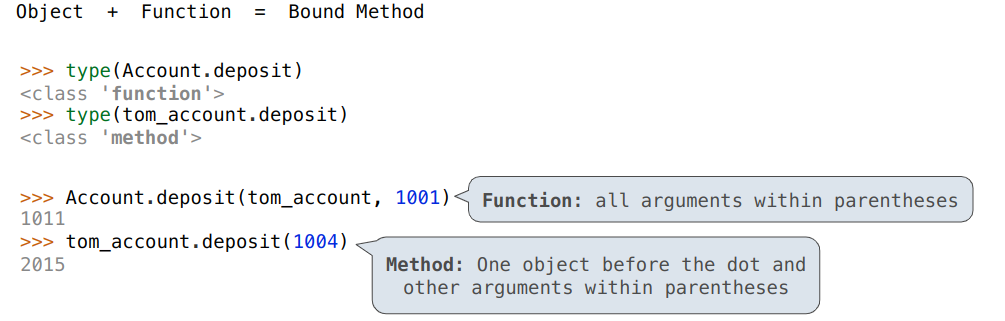 Object + Function = Bound Method
>>> type(Account.deposit)
<class 'function'>
>>> type(tom_account.deposit)
<class 'method'>
>>> Account.deposit(tom_account, 1001)
Function: all arguments within parentheses
1011
>>> tom_account.deposit(1004)
2015
Method: One object before the dot and
other arguments within parentheses